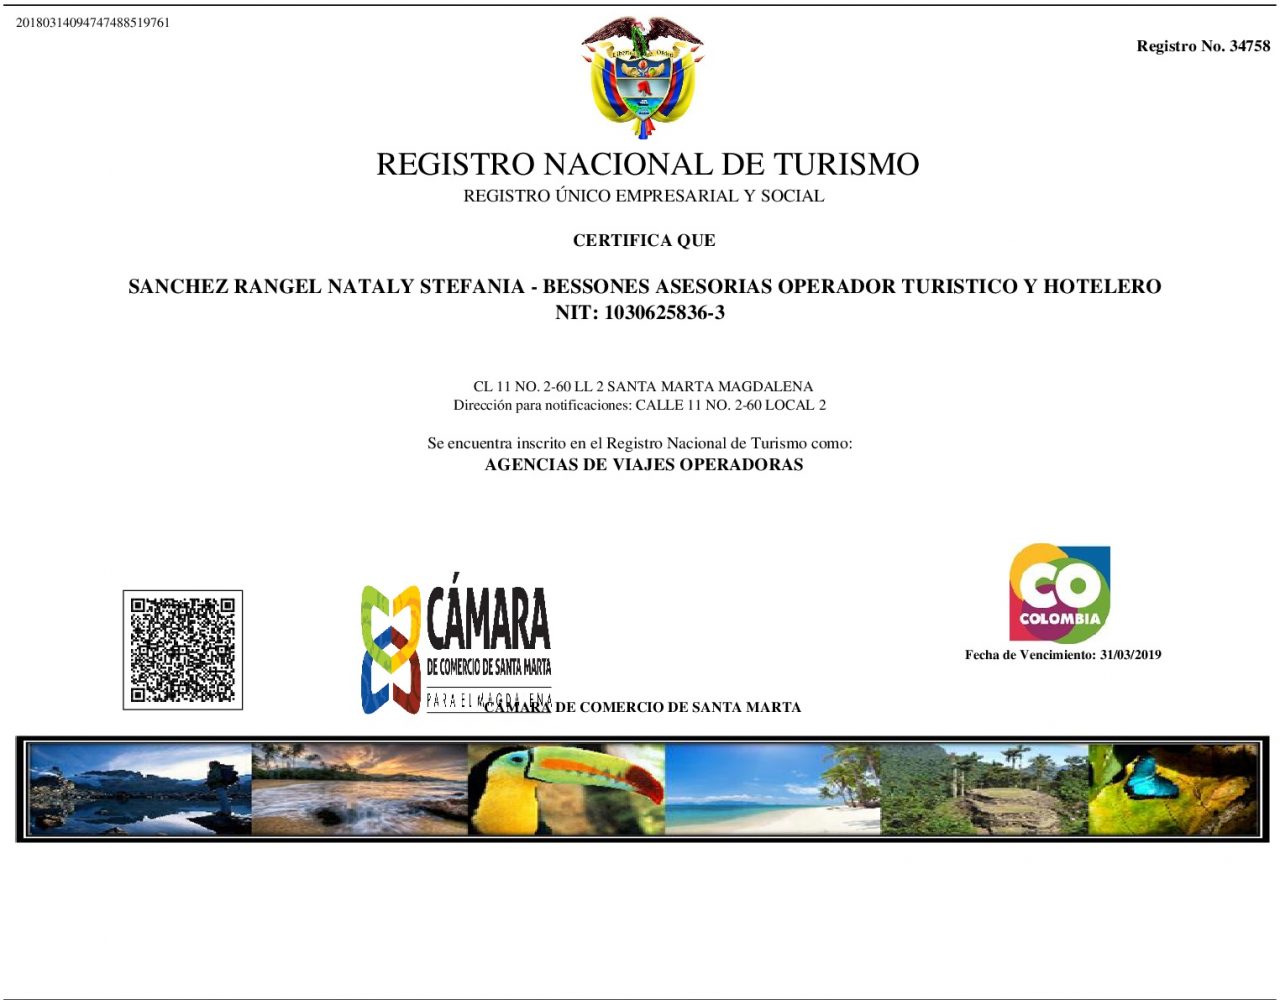 20180314094747488519761
Registro No. 34758
REGISTRO NACIONAL DE TURISMO
REGISTRO ÚNICO EMPRESARIAL Y SOCIAL
CERTIFICA QUE
SANCHEZ RANGEL NATALY STEFANIA - BESSONES ASESORIAS OPERADOR TURISTICO Y HOTELERO
NIT: 1030625836-3
CL 11 NO. 2-60 LL 2 SANTA MARTA MAGDALENA
Dirección para notificaciones: CALLE 11 NO. 2-60 LOCAL 2
Se encuentra inscrito en el Registro Nacional de Turismo como:
AGENCIAS DE VIAJES OPERADORAS
CO
COLOMBIA
Fecha de Vencimiento: 31/03/2019
CÁMARA
DE COMERCIO DE SANTA MARTA
PARA EL MAGDALENA
CÁMARA DE COMERCIO DE SANTA MARTA